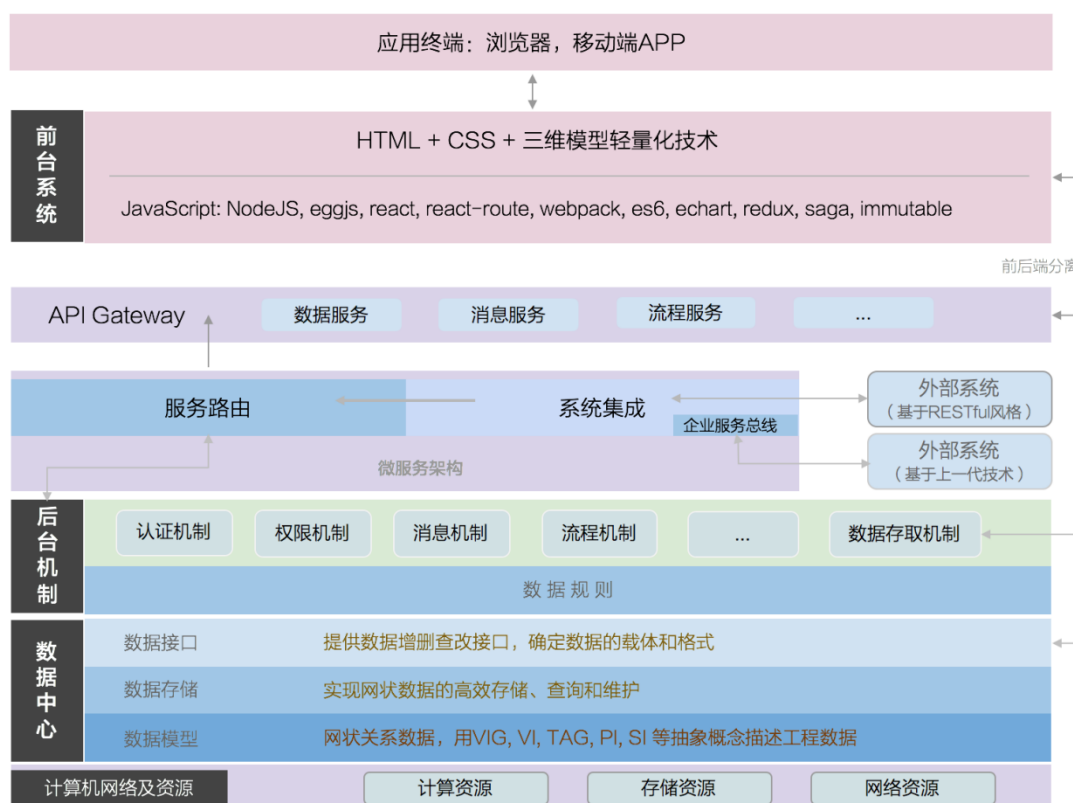 应用终端：浏览器，移动端APP
前台系统
HTML + CSS + 三维模型轻量化技术
JavaScript: NodeJS, eggjs, react, react-route, webpack, es6, echart, redux, saga, immutable
前后端分离
API Gateway
数据服务
消息服务
流程服务
...
服务路由
系统集成
企业服务总线
外部系统
（基于RESTful风格）
微服务架构
外部系统
（基于上一代技术）
后台机制
认证机制
权限机制
消息机制
流程机制
...
数据存取机制
数据规则
数据中心
数据接口
提供数据增删查改接口，确定数据的载体和格式
数据存储
实现网状数据的高效存储、查询和维护
数据模型
网状关系数据，用VIG, VI, TAG, PI, SI 等抽象概念描述工程数据
计算机网络及资源
计算资源
存储资源
网络资源